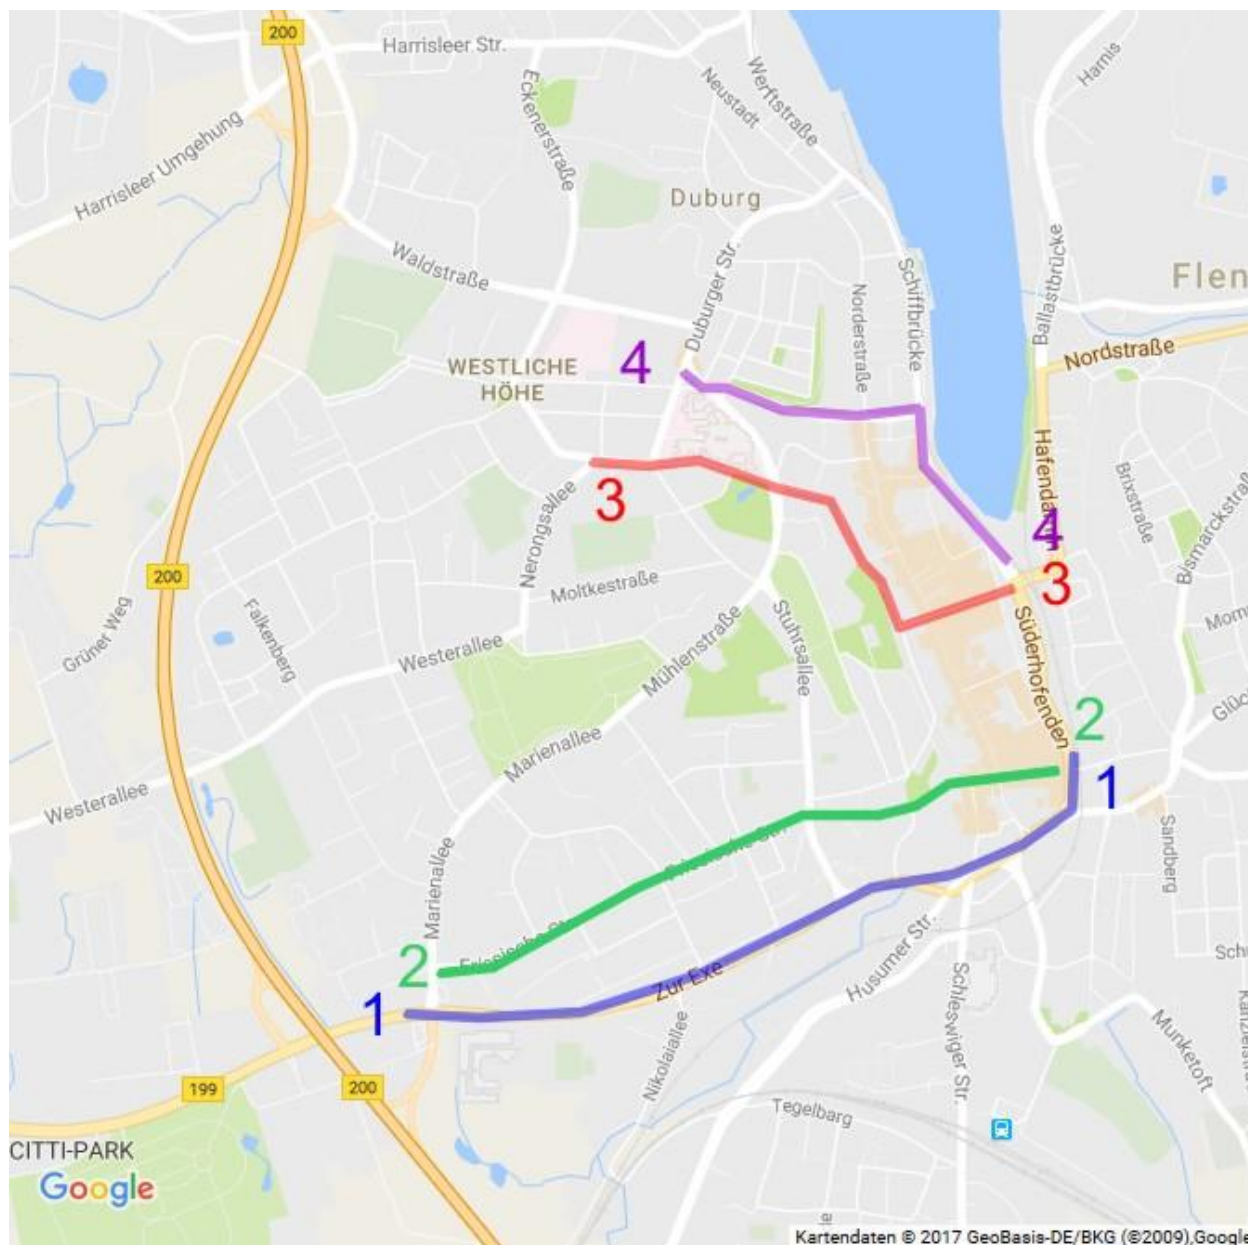 200
Harrisleer Str.
Eckenerstraße
Neustadt
Werftstraße
Harnis
Harrisleer Umgehung
Duburg
Waldstraße
Duburger Str.
Norderstraße
Schiffbrücke
Ballastbrücke
Flen
Nordstraße
WESTLICHE
HÖHE
4
3
Nerongsallee
Brixstraße
Bismarckstraß
4
3
200
Moltkestraße
Grüner Weg
Falkenberg
Westerallee
Mühlenstraße
Stuhrsallee
Süderhofenden
Marienallee
2
1
Westerallee
Marienallee
Sandberg
2
1
Zur Exe
Husumer Str.
Schleswiger Str.
Nikolaiallee
Munketoft
199
200
Tegelbarg
CITTI-PARK
Google
Kartendaten © 2017 GeoBasis-DE/BKG (©2009),Google